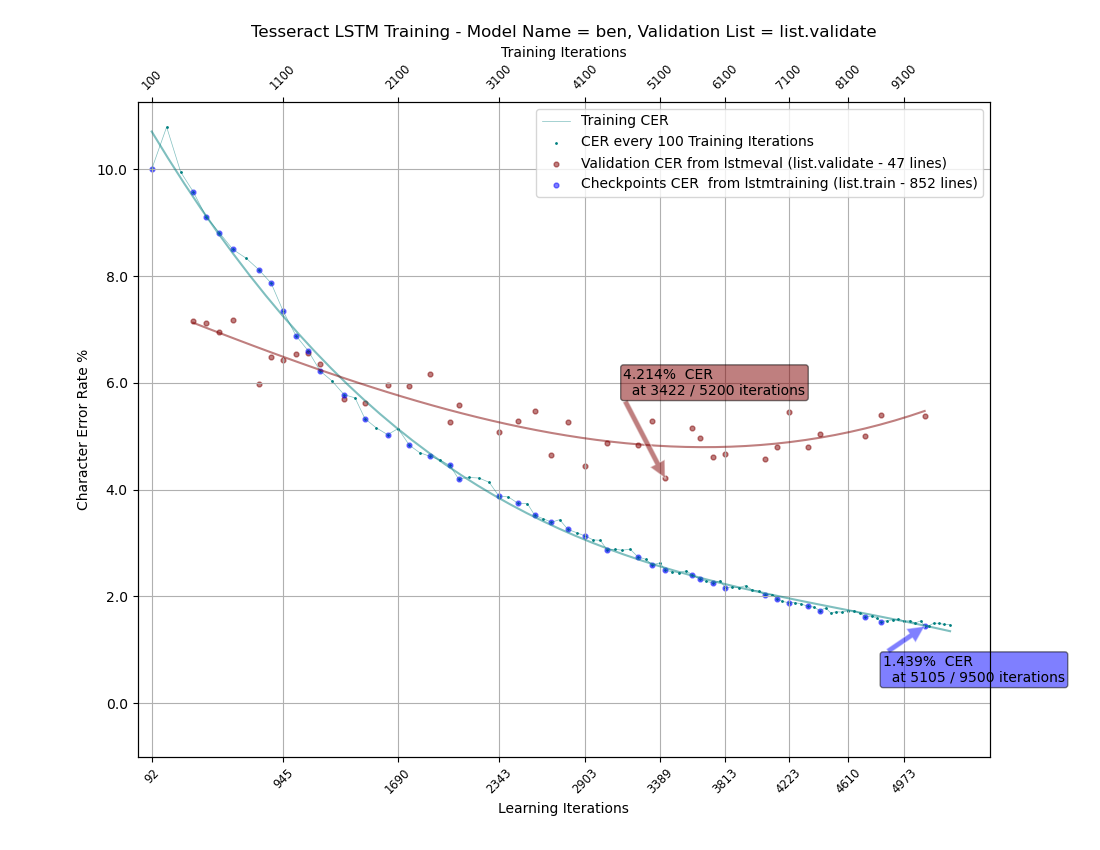 Tesseract LSTM Training - Model Name = ben, Validation List = list.validate
Training Iterations
100 1100 2100 3100 4100 5100 6100 7100 8100 9100
Training CER
CER every 100 Training Iterations
Validation CER from lstmeval (list.validate - 47 lines)
Checkpoints CER  from lstmtraining (list.train - 852 lines)
10.0
8.0
6.0
4.0
2.0
0.0
Character Error Rate %
4.214%  CER
at 3422 / 5200 iterations
1.439%  CER
at 5105 / 9500 iterations
92 945 1690 2343 2903 3389 3813 4223 4610 4973
Learning Iterations